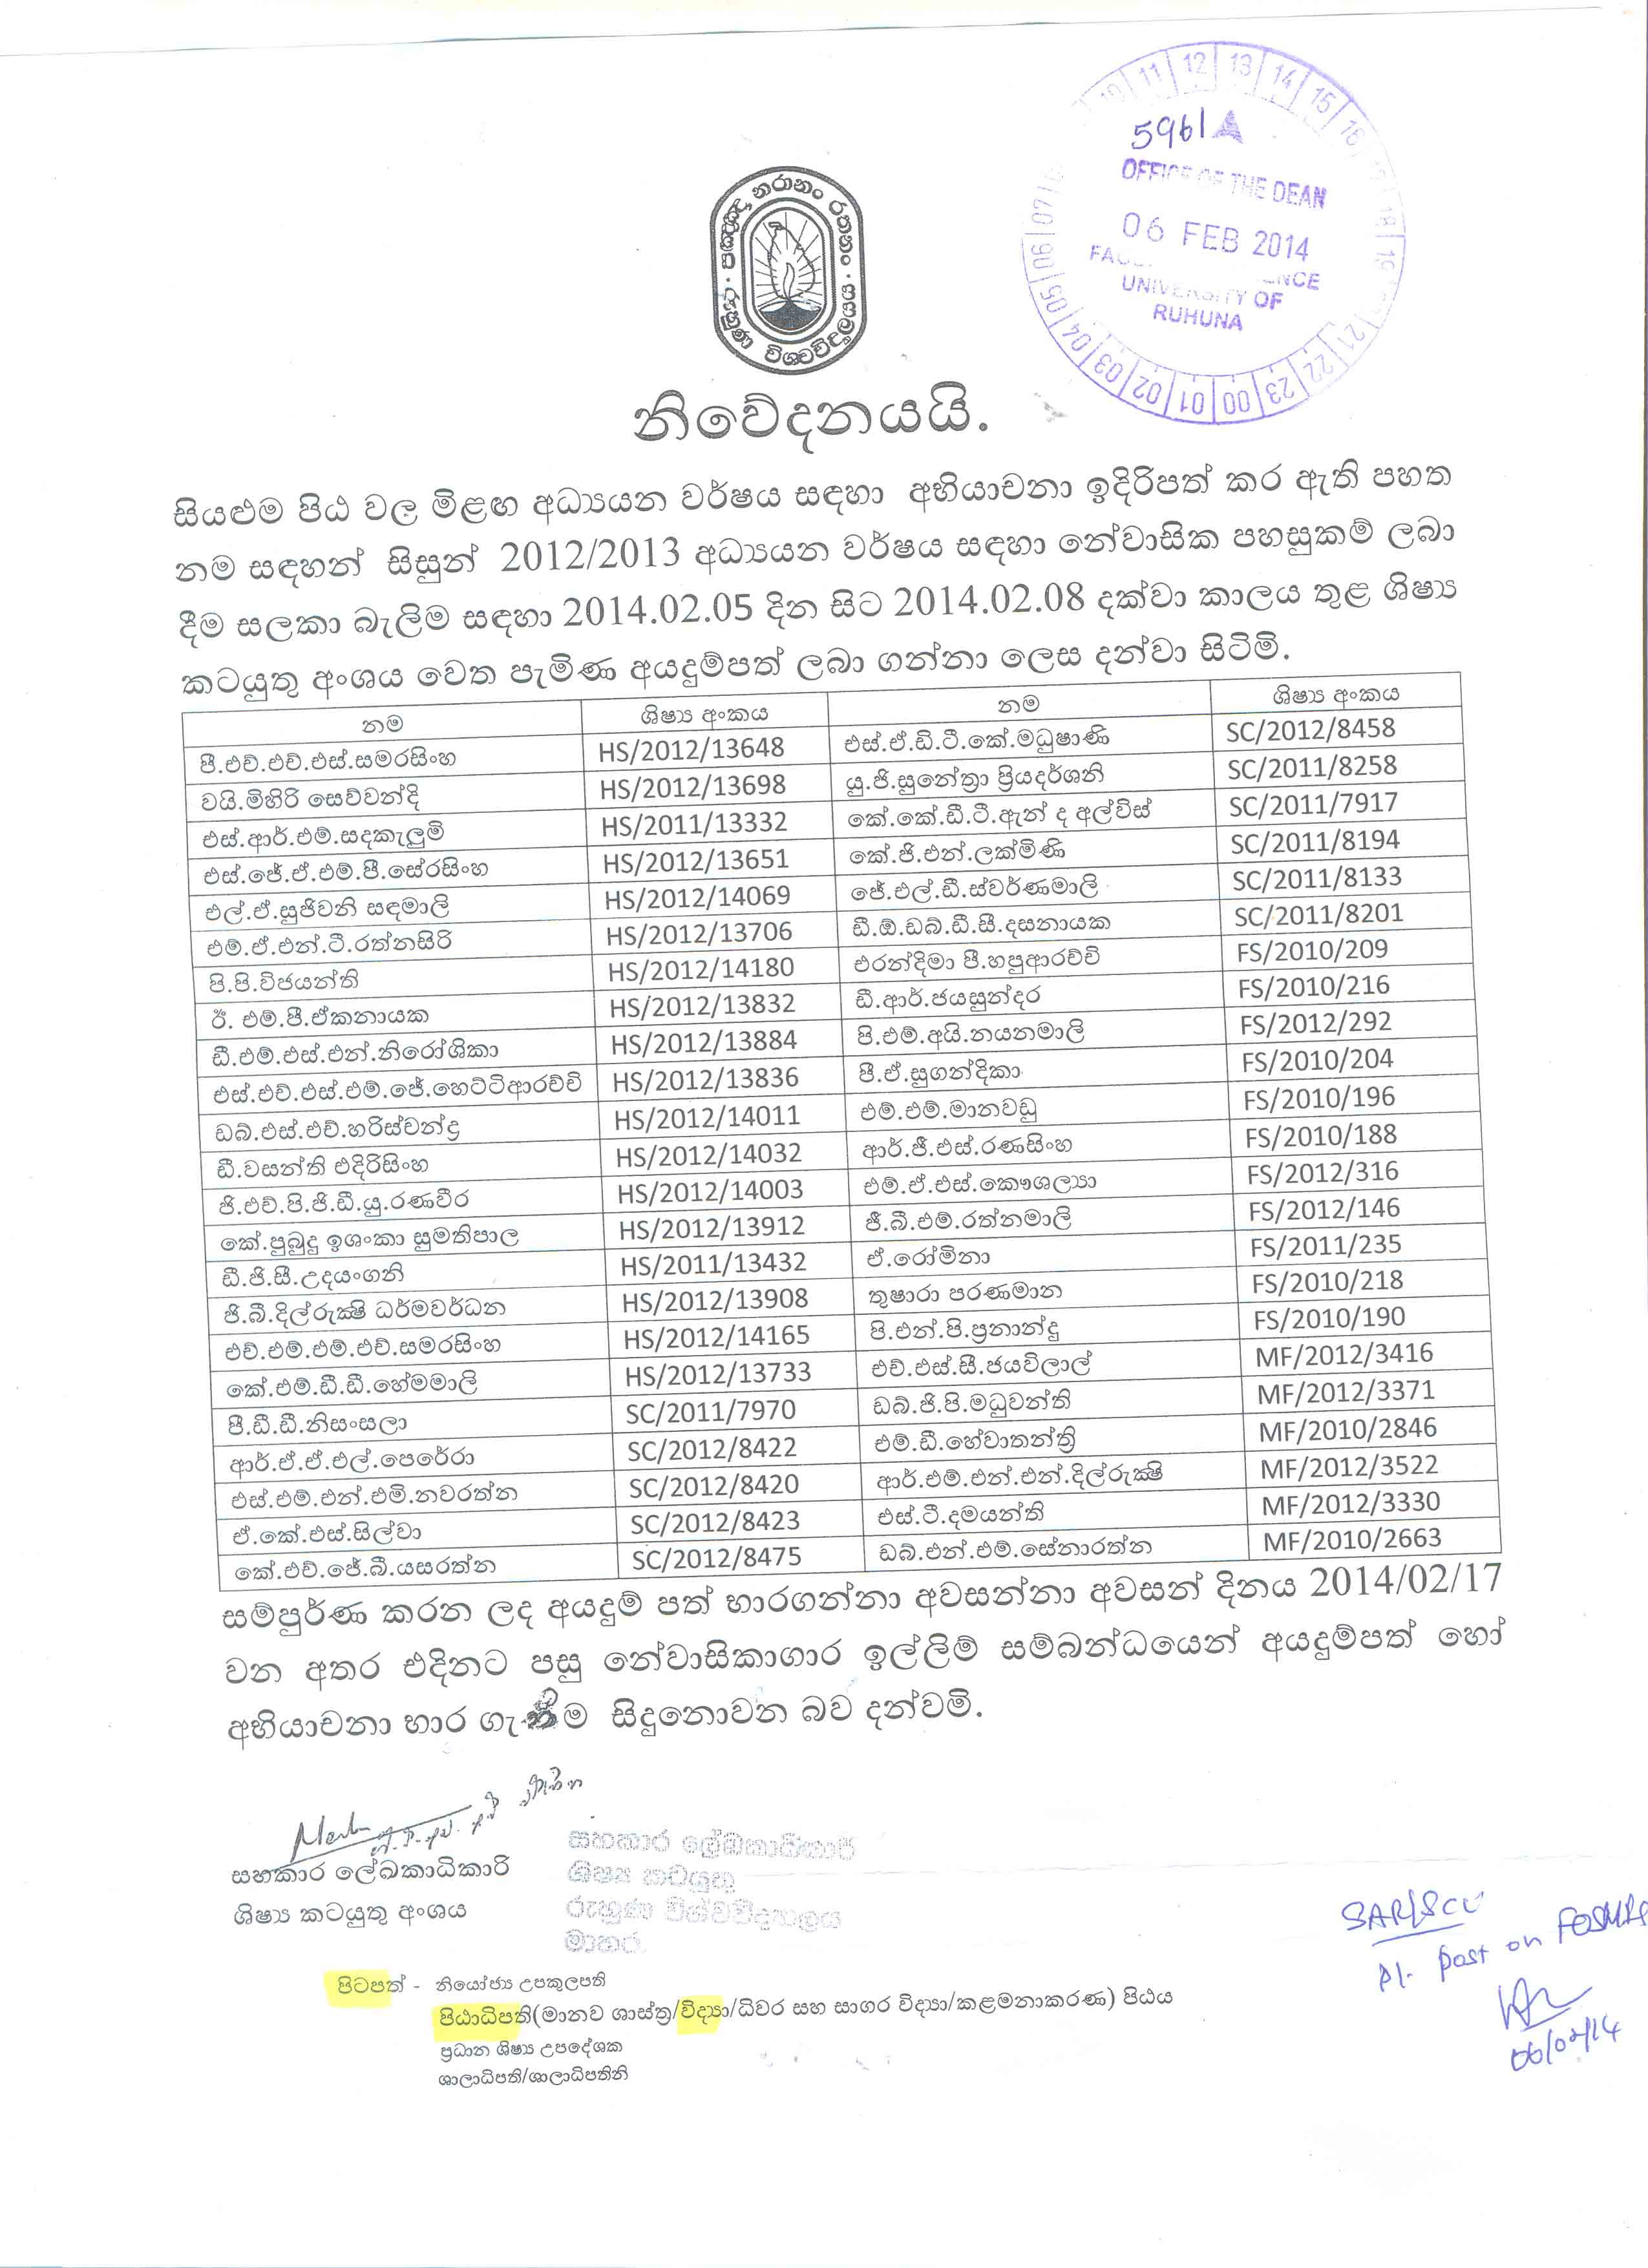 10 11 12 13 14 15 16
5961
OFFICE OF THE DEAN
06 FEB 2014
UNIVERSITY OF
RUHUNA
පඤ්ඤා නරානං රතනං
රුහුණ විශ්වවිද්‍යාලය
නිවේදනයයි.
සියළුම පිඨ වල මිළඟ අධ්‍යයන වර්ෂය සඳහා අභියාචනා ඉදිරිපත් කර ඇති පහත
නම සඳහන් සිසුන් 2012/2013 අධ්‍යයන වර්ෂය සඳහා නේවාසික පහසුකම් ලබා
දීම සලකා බැලිම සඳහා 2014.02.05 දින සිට 2014.02.08 දක්වා කාලය තුළ ශිෂ්‍ය
කටයුතු අංශය වෙත පැමිණ අයදුම්පත් ලබා ගන්නා ලෙස දන්වා සිටිමි.
නම ශිෂ්‍ය අංකය නම ශිෂ්‍ය අංකය
පී.එච්.එච්.එස්.සමරසිංහ HS/2012/13648 එස්.ඒ.ඩි.ටී.කේ.මධුෂාණි SC/2012/8458
වයි.මිහිරි සෙව්වන්දි HS/2012/13698 යු.ජි.සුනේත්‍රා ප්‍රියදර්ශනි SC/2011/8258
එස්.ආර්.එම්.සඳකැලුම් HS/2011/13332 කේ.කේ.ඩී.ටී.ඇන් ද අල්විස් SC/2011/7917
එස්.ජේ.ඒ.එම්.පී.සේරසිංහ HS/2012/13651 කේ.ජි.එන්.ලක්මිණි SC/2011/8194
එල්.ඒ.සුජිවනි සඳමාලි HS/2012/14069 ජේ.එල්.ඩී.ස්වර්ණමාලි SC/2011/8133
එම්.ඒ.එන්.ටී.රත්නසිරි HS/2012/13706 ඩී.ඕ.ඩබ්.ඩී.සී.දසනායක SC/2011/8201
පි.පි.විජයන්ති HS/2012/14180 එරන්දිමා පී.හපුආරච්චි FS/2010/209
ඊ. එම්.පී.ඒකනායක HS/2012/13832 ඩී.ආර්.ජයසුන්දර FS/2010/216
ඩී.එම්.එස්.එන්.නිරෝශිකා HS/2012/13884 පි.එම්.අයි.නයනමාලි FS/2012/292
එස්.එච්.එස්.එම්.ජේ.හෙට්ටිආරච්චි HS/2012/13836 පී.ඒ.සුගන්දිකා FS/2010/204
ඩබ්.එස්.එච්.හරිස්චන්ද්‍ර HS/2012/14011 එම්.එම්.මානවඩු FS/2010/196
ඩී.වසන්ති එදිරිසිංහ HS/2012/14032 ආර්.ජී.එස්.රණසිංහ FS/2010/188
ජි.එච්.පි.ජි.ඩී.යු.රණවීර HS/2012/14003 එම්.ඒ.එස්.කෞශල්‍යා FS/2012/316
කේ.පුබුදු ඉශංකා සුමතිපාල HS/2012/13912 ජී.බී.එම්.රත්නමාලි FS/2012/146
ඩී.ජි.සී.උදයංගනි HS/2011/13432 ඒ.රෝමිනා FS/2011/235
ජි.බී.දිල්රුක්ෂි ධර්මවර්ධන HS/2012/13908 තුෂාරා පරණමාන FS/2010/218
එච්.එම්.එම්.එච්.සමරසිංහ HS/2012/14165 පි.එන්.පි.ප්‍රනාන්දු FS/2010/190
කේ.එම්.ඩී.ඩී.හේමමාලි HS/2012/13733 එච්.එස්.සී.ජයවිලාල් MF/2012/3416
පී.ඩී.ඩී.නිසංසලා SC/2011/7970 ඩබ්.ජි.පි.මධුවන්ති MF/2012/3371
ආර්.ඒ.ඒ.එල්.පෙරේරා SC/2012/8422 එම්.ඩී.හේවාතන්ත්‍රි MF/2010/2846
එස්.එම්.එන්.එම්.නවරත්න SC/2012/8420 ආර්.එම්.එන්.එන්.දිල්රුක්ෂි MF/2012/3522
ඒ.කේ.එස්.සිල්වා SC/2012/8423 එස්.ටී.දමයන්ති MF/2012/3330
කේ.එච්.ජේ.බී.යසරත්න SC/2012/8475 ඩබ්.එන්.එම්.සේනාරත්න MF/2010/2663
සම්පුර්ණ කරන ලද අයදුම් පත් භාරගන්නා අවසන්නා අවසන් දිනය 2014/02/17
වන අතර එදිනට පසු නේවාසිකාගාර ඉල්ලිම් සම්බන්ධයෙන් අයදුම්පත් හෝ
අභියාචනා භාර සිදුනොවන බව දන්වමි.
සහකාර ලේඛකාධිකාරි
ශිෂ්‍ය කටයුතු අංශය
සහකාර ලේඛකාධිකාරී
ශිෂ්‍ය කටයුතු
රුහුණ විශ්වවිද්‍යාලය
මාතර
SAR/SCU
Pl. post on
06/02/14
පිටපත් - නියෝජ්‍ය උපකුලපති
පිඨාධිපති(මානව ශාස්ත්‍ර/විද්‍යා/ධිවර සහ සාගර විද්‍යා/කළමනාකරණ) පිඨය
ප්‍රධාන ශිෂ්‍ය උපදේශක
ශාලාධිපති/ශාලාධිපතිනි